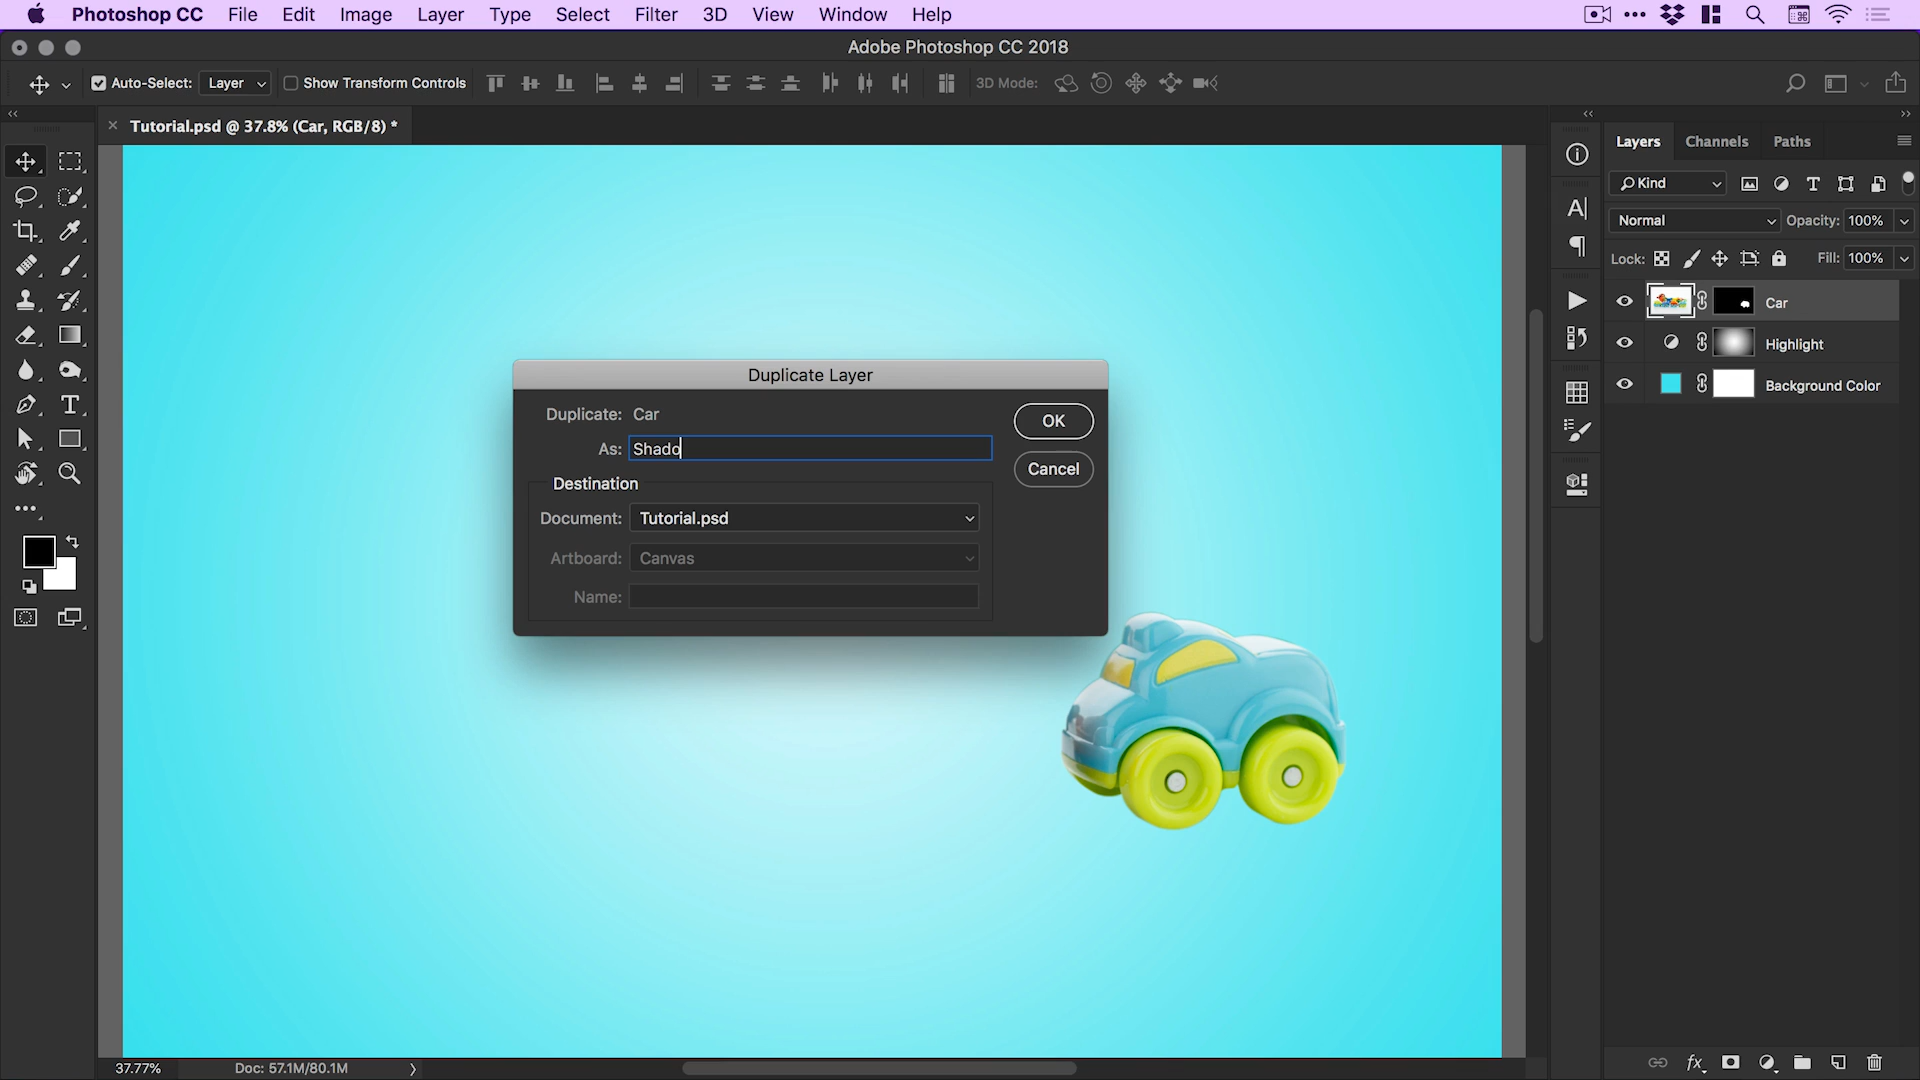 Photoshop CC File Edit Image Layer Type Select Filter 3D View Window Help
Adobe Photoshop CC 2018
Auto-Select: Layer Show Transform Controls 3D Mode:
Tutorial.psd @ 37.8% (Car, RGB/8) *
Layers Channels Paths
Kind
Normal Opacity: 100%
Lock: Fill: 100%
Car
Highlight
Background Color
Duplicate Layer
Duplicate: Car
As: Shado
OK
Cancel
Destination
Document: Tutorial.psd
Artboard: Canvas
Name:
37.77% Doc: 57.1M/80.1M
fx